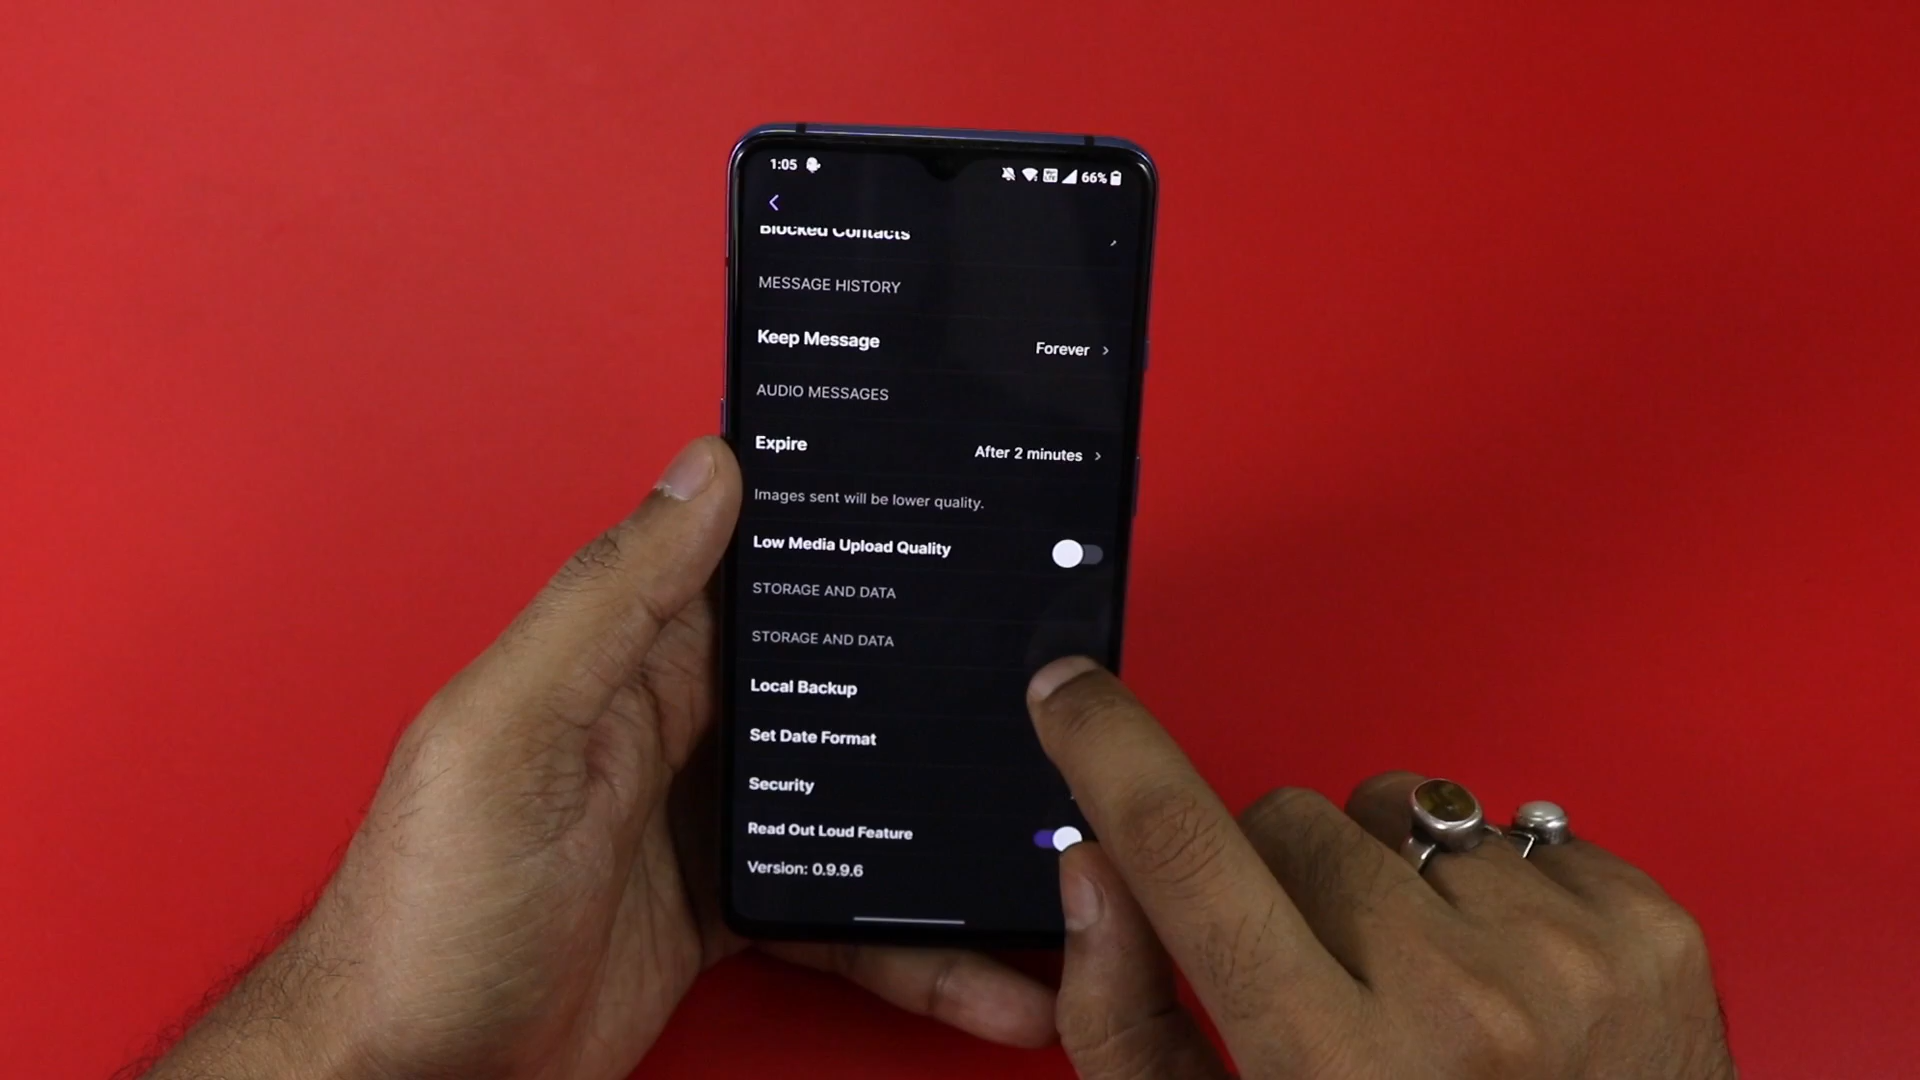 1:05 66%
Blocked Contacts
MESSAGE HISTORY
Keep Message Forever
AUDIO MESSAGES
Expire After 2 minutes
Images sent will be lower quality.
Low Media Upload Quality
STORAGE AND DATA
STORAGE AND DATA
Local Backup
Set Date Format
Security
Read Out Loud Feature
Version: 0.9.9.6